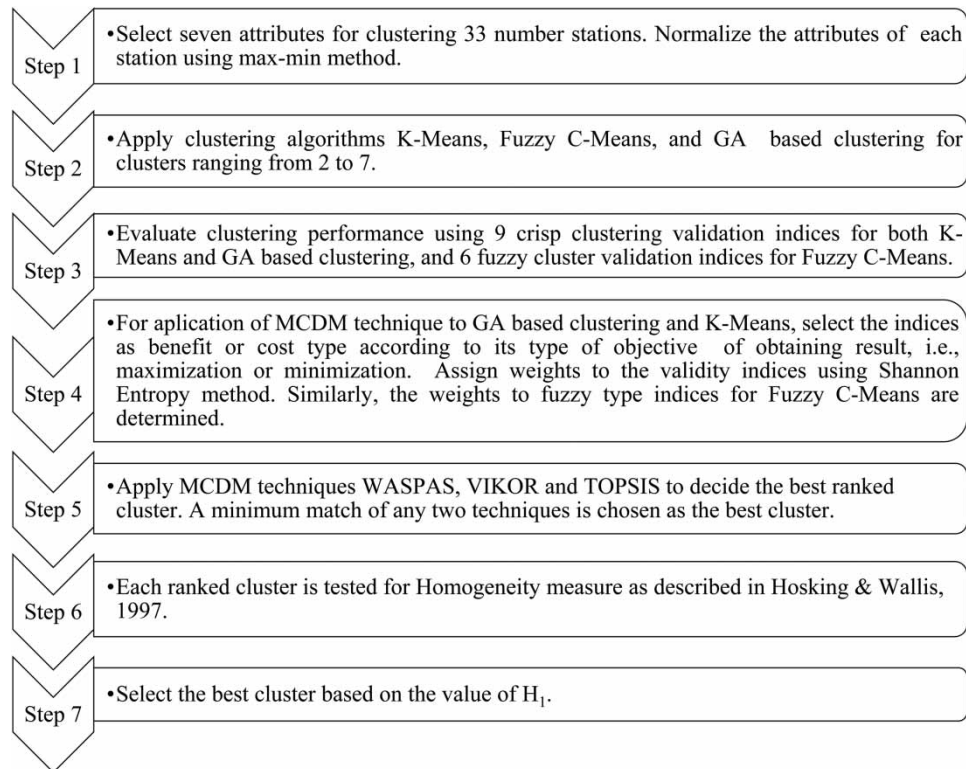 Step 1
•Select seven attributes for clustering 33 number stations. Normalize the attributes of each
station using max-min method.
Step 2
•Apply clustering algorithms K-Means, Fuzzy C-Means, and GA based clustering for
clusters ranging from 2 to 7.
Step 3
•Evaluate clustering performance using 9 crisp clustering validation indices for both K-
Means and GA based clustering, and 6 fuzzy cluster validation indices for Fuzzy C-Means.
Step 4
•For aplication of MCDM technique to GA based clustering and K-Means, select the indices
as benefit or cost type according to its type of objective of obtaining result, i.e.,
maximization or minimization. Assign weights to the validity indices using Shannon
Entropy method. Similarly, the weights to fuzzy type indices for Fuzzy C-Means are
determined.
Step 5
•Apply MCDM techniques WASPAS, VIKOR and TOPSIS to decide the best ranked
cluster. A minimum match of any two techniques is chosen as the best cluster.
Step 6
•Each ranked cluster is tested for Homogeneity measure as described in Hosking & Wallis,
1997.
Step 7
•Select the best cluster based on the value of H₁.